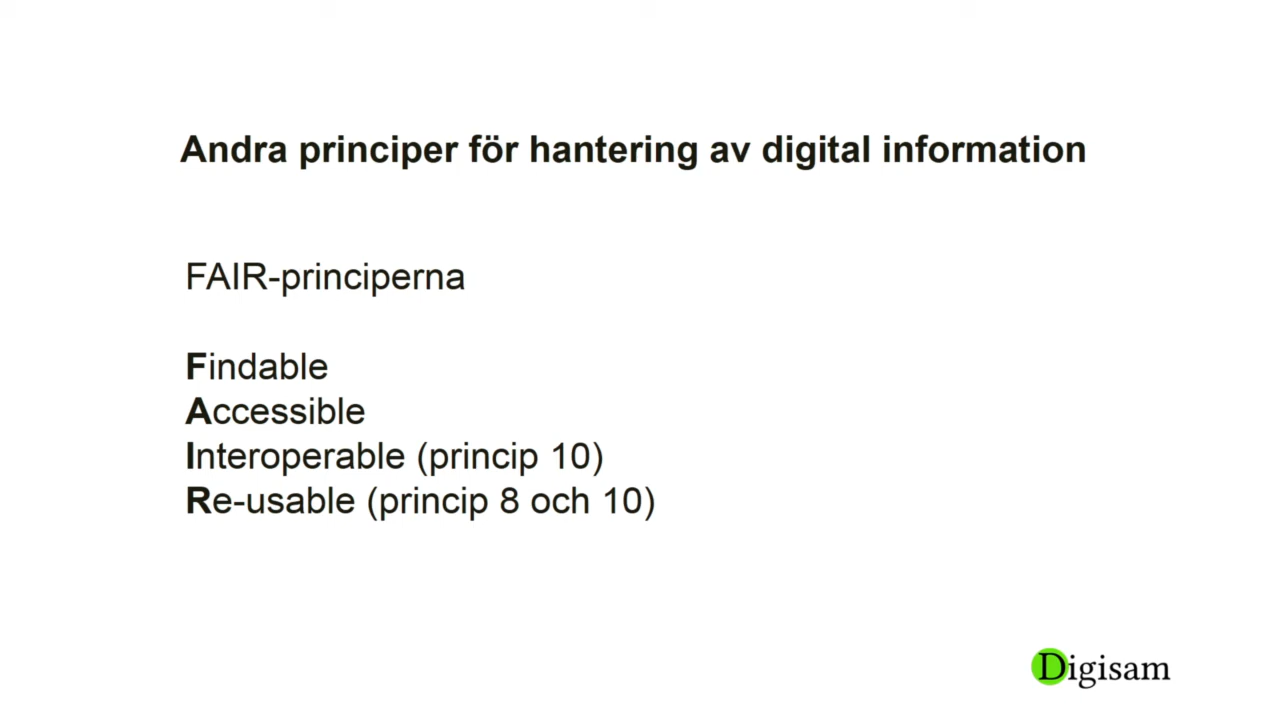 Andra principer för hantering av digital information
FAIR-principerna
Findable
Accessible
Interoperable (princip 10)
Re-usable (princip 8 och 10)
Digisam